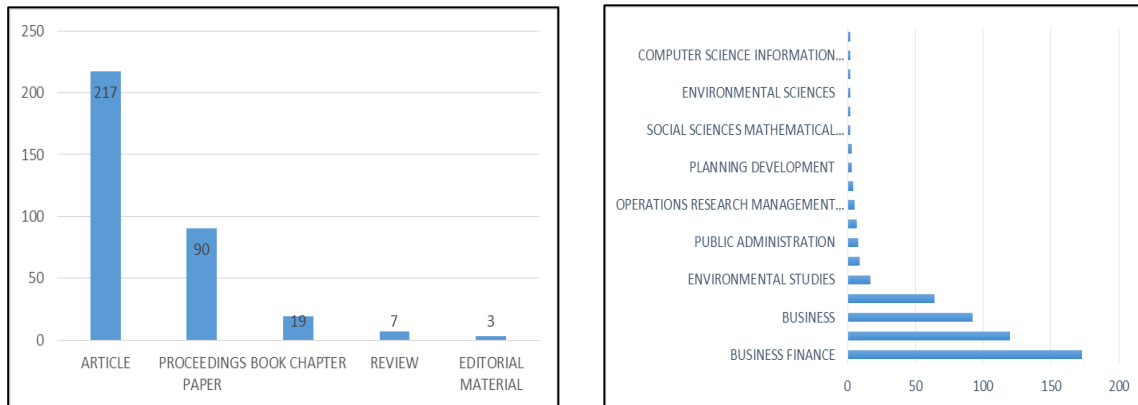 250
200
150
100
50
0
217
90
19
7
3
ARTICLE
PROCEEDINGS
PAPER
BOOK CHAPTER
REVIEW
EDITORIAL
MATERIAL
COMPUTER SCIENCE INFORMATION...
ENVIRONMENTAL SCIENCES
SOCIAL SCIENCES MATHEMATICAL...
PLANNING DEVELOPMENT
OPERATIONS RESEARCH MANAGEMENT...
PUBLIC ADMINISTRATION
ENVIRONMENTAL STUDIES
BUSINESS
BUSINESS FINANCE
0 50 100 150 200